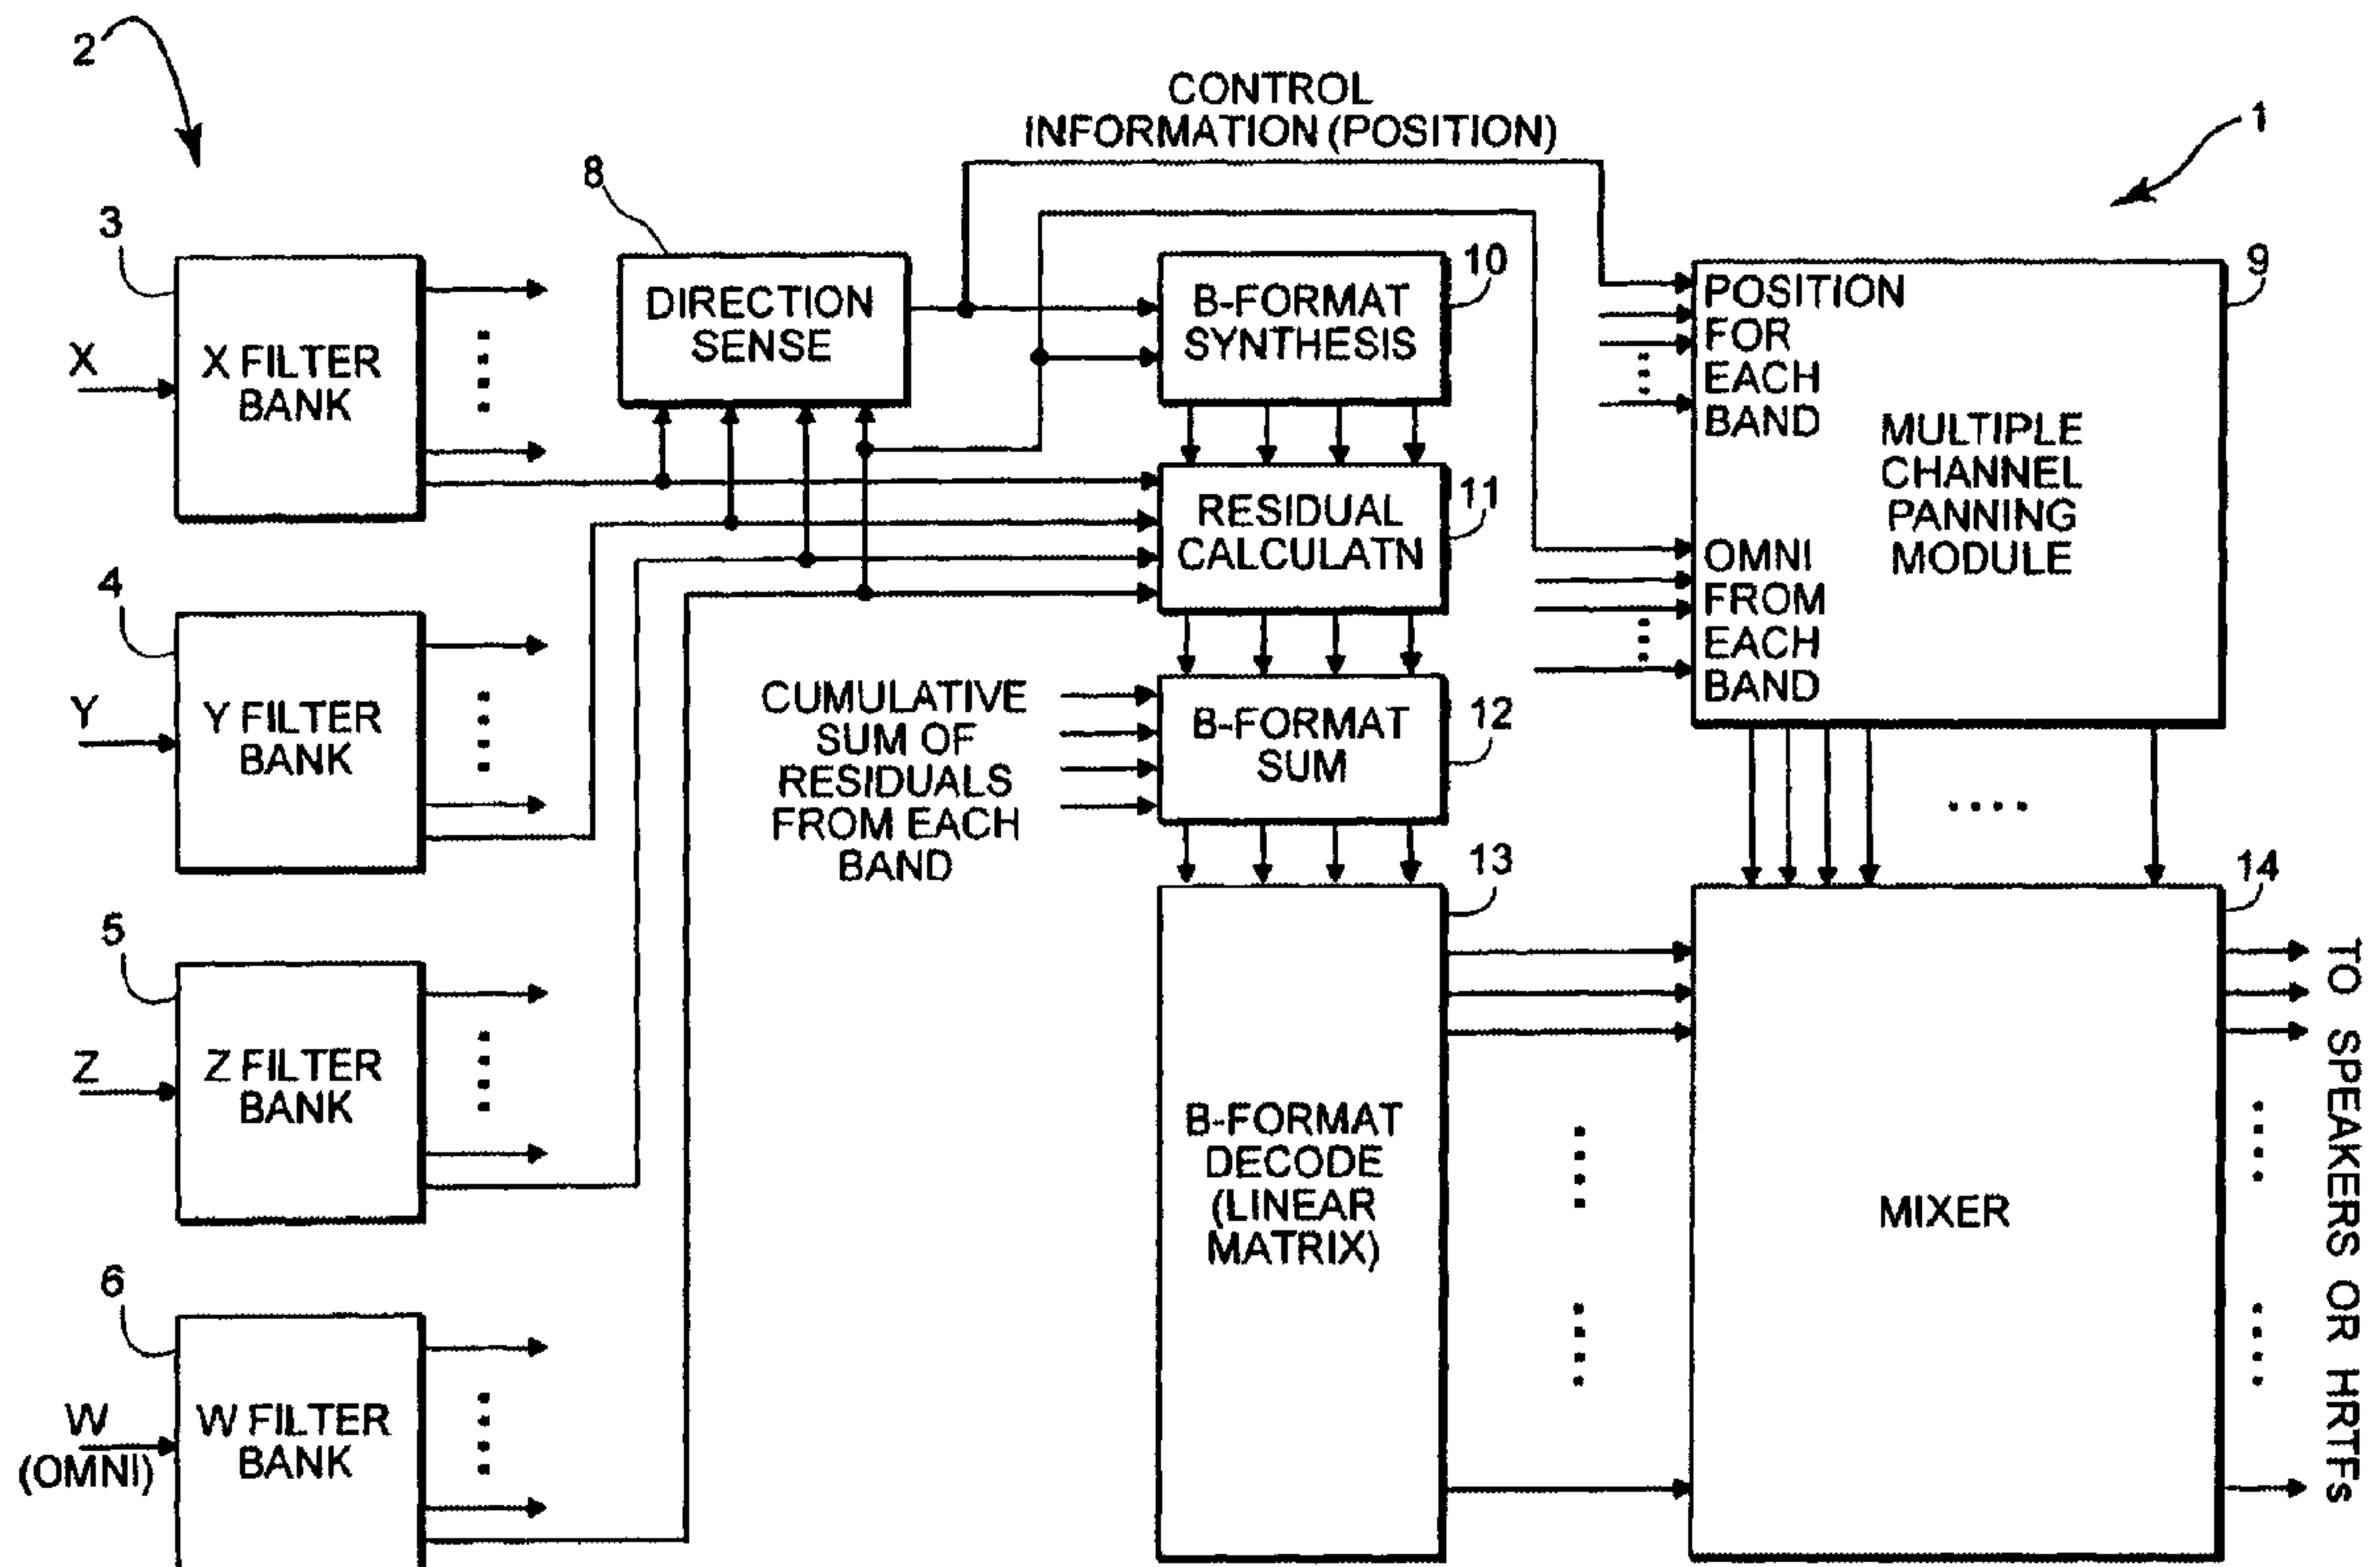 2
CONTROL
INFORMATION (POSITION)
1
8
3
10
9
DIRECTION
SENSE
B-FORMAT
SYNTHESIS
POSITION
FOR
EACH
BAND
X
X FILTER
BANK
MULTIPLE
CHANNEL
PANNING
MODULE
11
RESIDUAL
CALCULATN
OMNI
FROM
EACH
BAND
4
Y
Y FILTER
BANK
CUMULATIVE
SUM OF
RESIDUALS
FROM EACH
BAND
12
B-FORMAT
SUM
13
14
5
Z
Z FILTER
BANK
B-FORMAT
DECODE
(LINEAR
MATRIX)
MIXER
TO SPEAKERS OR HRTFs
6
W
(OMNI)
W FILTER
BANK